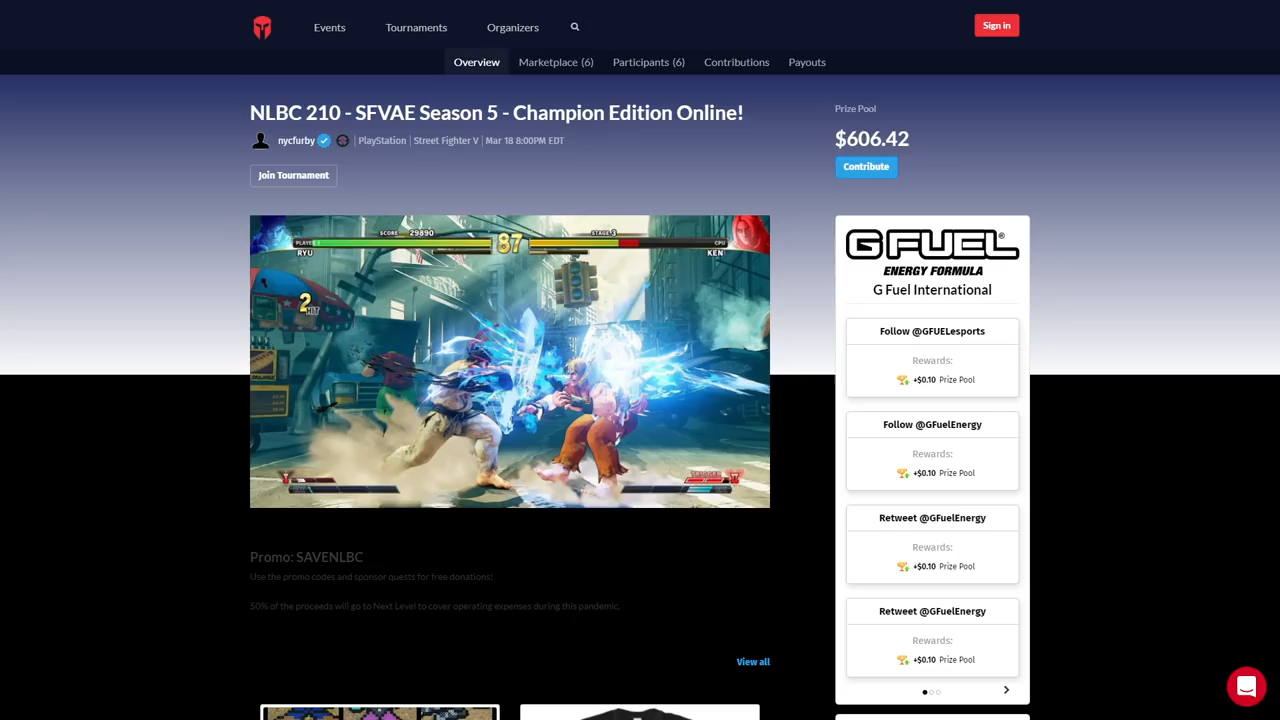 Events
Tournaments
Organizers
Sign in
Overview
Marketplace (6)
Participants (6)
Contributions
Payouts
NLBC 210 - SFVAE Season 5 - Champion Edition Online!
nycfurby
PlayStation
Street Fighter V
Mar 18 8:00PM EDT
Join Tournament
Prize Pool
$606.42
Contribute
SCORE 29890
STAGE.3
PLAYER 1
87
CPU
RYU
KEN
2
HIT
TRIGGER
Promo: SAVENLBC
Use the promo codes and sponsor quests for free donations!
50% of the proceeds will go to Next Level to cover operating expenses during this pandemic.
View all
G FUEL®
ENERGY FORMULA
G Fuel International
Follow @GFUELesports
Rewards:
+$0.10 Prize Pool
Follow @GFuelEnergy
Rewards:
+$0.10 Prize Pool
Retweet @GFuelEnergy
Rewards:
+$0.10 Prize Pool
Retweet @GFuelEnergy
Rewards:
+$0.10 Prize Pool